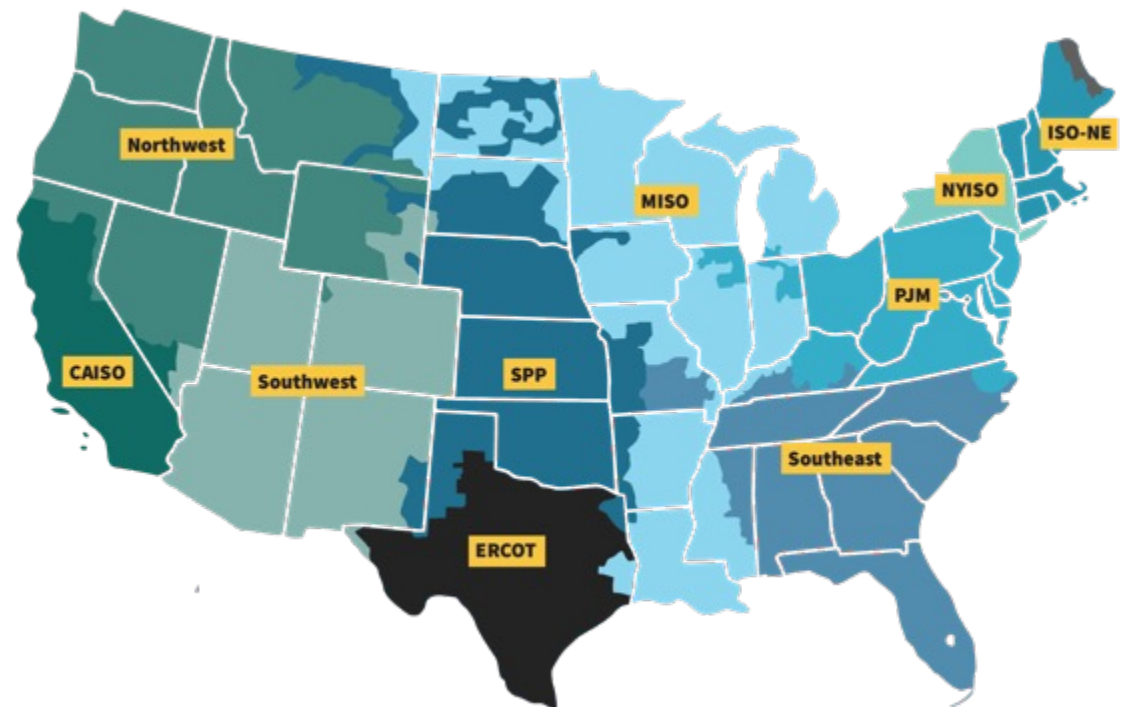 ISO-NE
Northwest
NYISO
MISO
PJM
CAISO
Southwest
SPP
Southeast
ERCOT